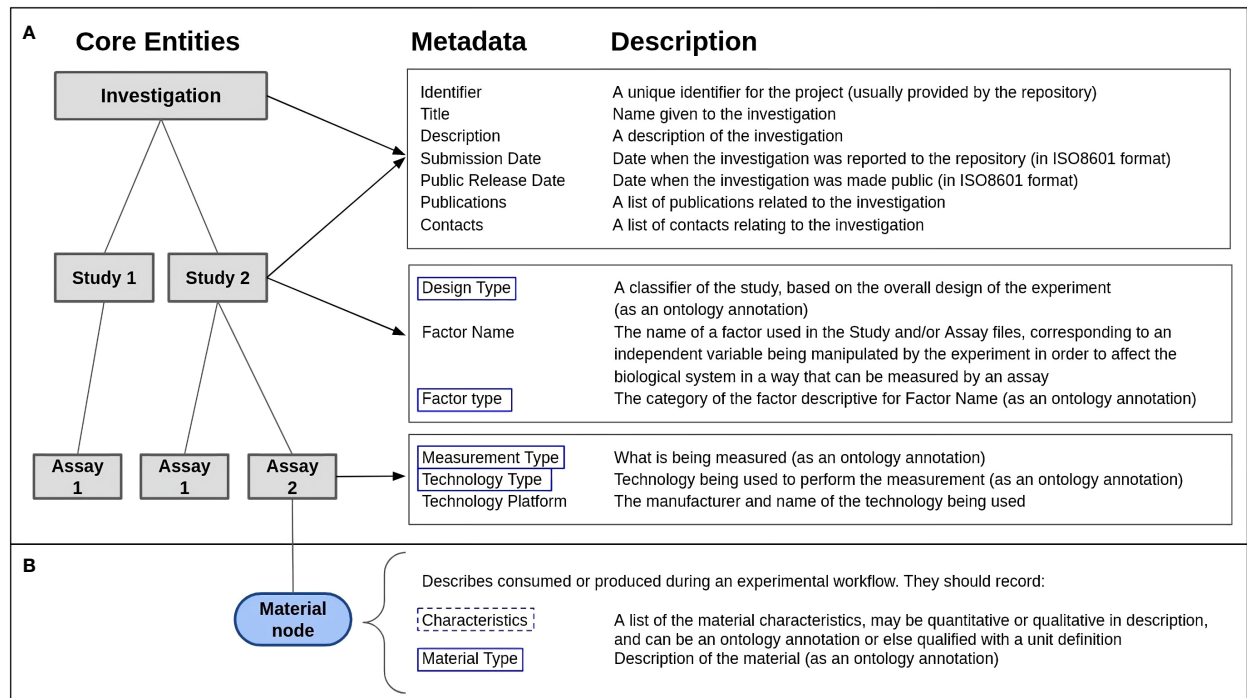 A
Core Entities
Metadata
Description
Investigation
Study 1
Study 2
Assay
1
Assay
1
Assay
2
Identifier A unique identifier for the project (usually provided by the repository)
Title Name given to the investigation
Description A description of the investigation
Submission Date Date when the investigation was reported to the repository (in ISO8601 format)
Public Release Date Date when the investigation was made public (in ISO8601 format)
Publications A list of publications related to the investigation
Contacts A list of contacts relating to the investigation
Design Type A classifier of the study, based on the overall design of the experiment
(as an ontology annotation)
Factor Name The name of a factor used in the Study and/or Assay files, corresponding to an
independent variable being manipulated by the experiment in order to affect the
biological system in a way that can be measured by an assay
Factor type The category of the factor descriptive for Factor Name (as an ontology annotation)
Measurement Type What is being measured (as an ontology annotation)
Technology Type Technology being used to perform the measurement (as an ontology annotation)
Technology Platform The manufacturer and name of the technology being used
B
Material
node
Describes consumed or produced during an experimental workflow. They should record:
Characteristics A list of the material characteristics, may be quantitative or qualitative in description,
and can be an ontology annotation or else qualified with a unit definition
Material Type Description of the material (as an ontology annotation)